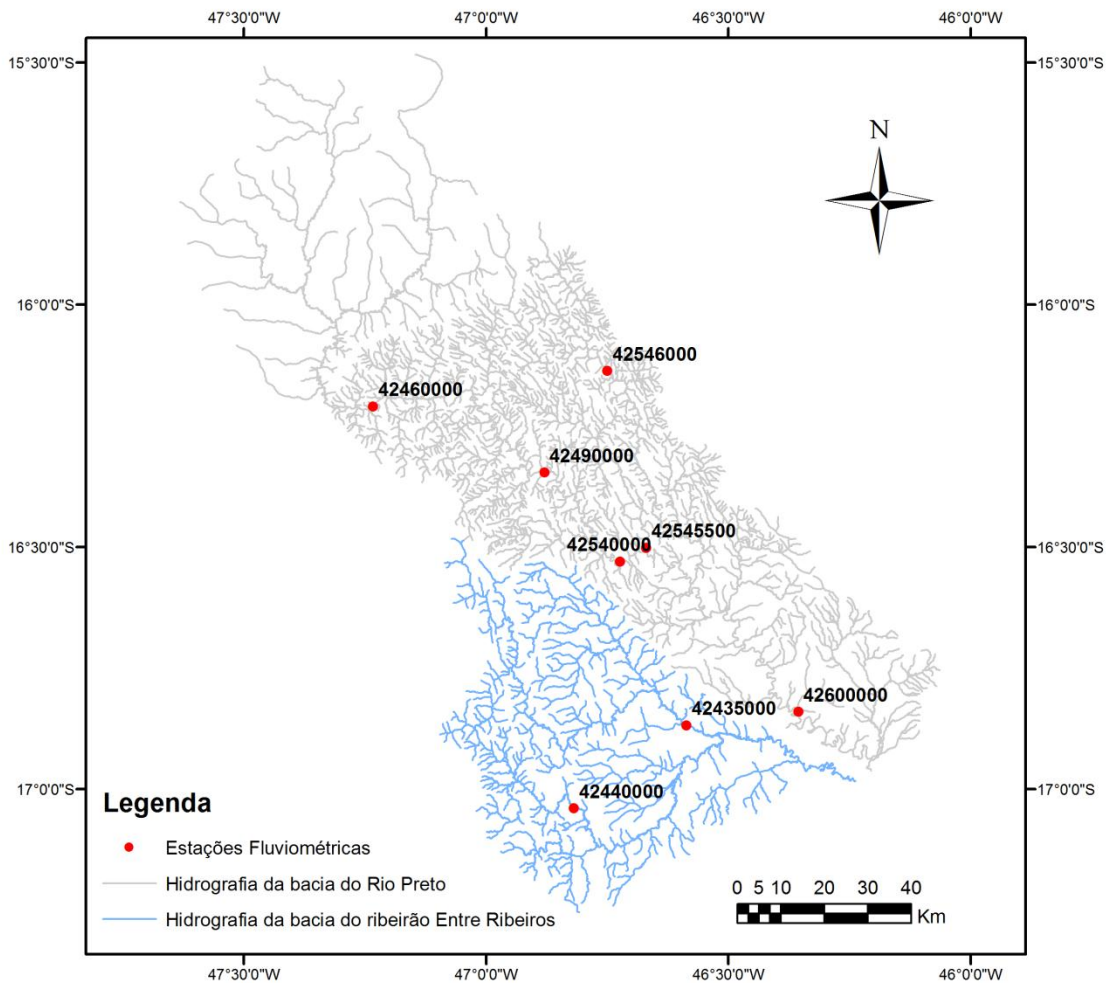 47°30'0"W 47°0'0"W 46°30'0"W 46°0'0"W
15°30'0"S 15°30'0"S
N
16°0'0"S 16°0'0"S
42546000
42460000
42490000
42545500
16°30'0"S 42540000 16°30'0"S
42600000
42435000
17°0'0"S 42440000 17°0'0"S
Legenda
Estações Fluviométricas
Hidrografia da bacia do Rio Preto
Hidrografia da bacia do ribeirão Entre Ribeiros
0 5 10 20 30 40
Km
47°30'0"W 47°0'0"W 46°30'0"W 46°0'0"W